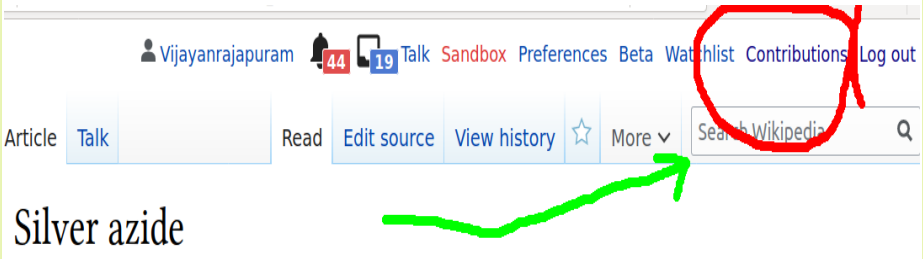 Vijayanrajapuram 44 19 Talk Sandbox Preferences Beta Watchlist Contributions Log out
Article Talk Read Edit source View history More Search Wikipedia
Silver azide